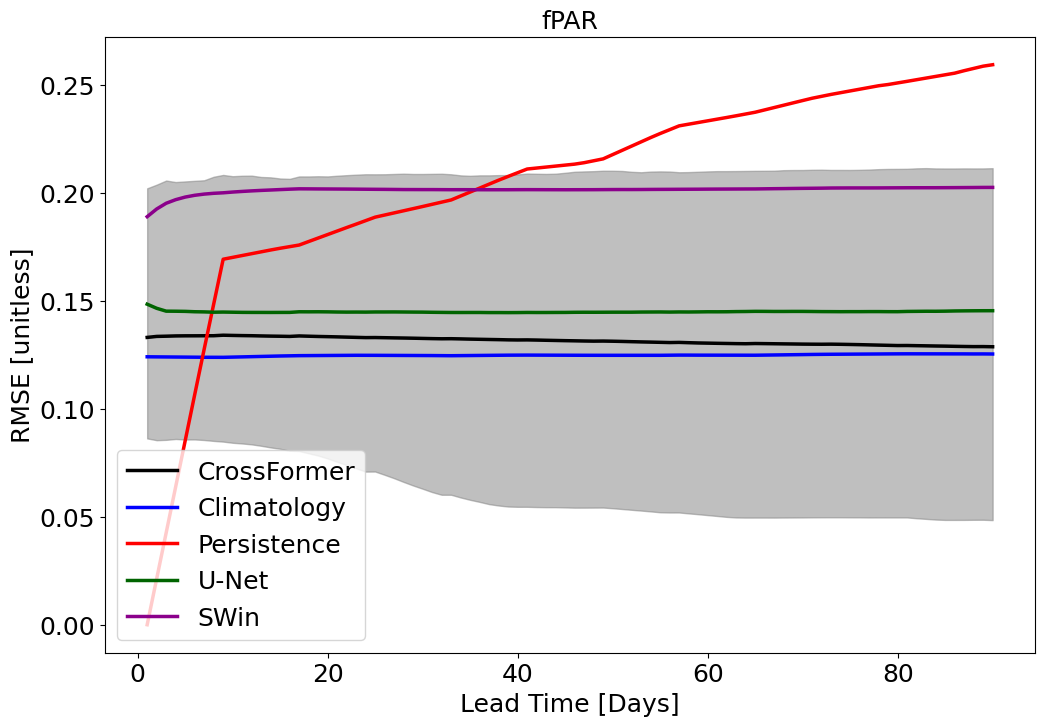 fPAR
RMSE [unitless]
0.25
0.20
0.15
0.10
0.05
0.00
CrossFormer
Climatology
Persistence
U-Net
SWin
0
20
40
60
80
Lead Time [Days]